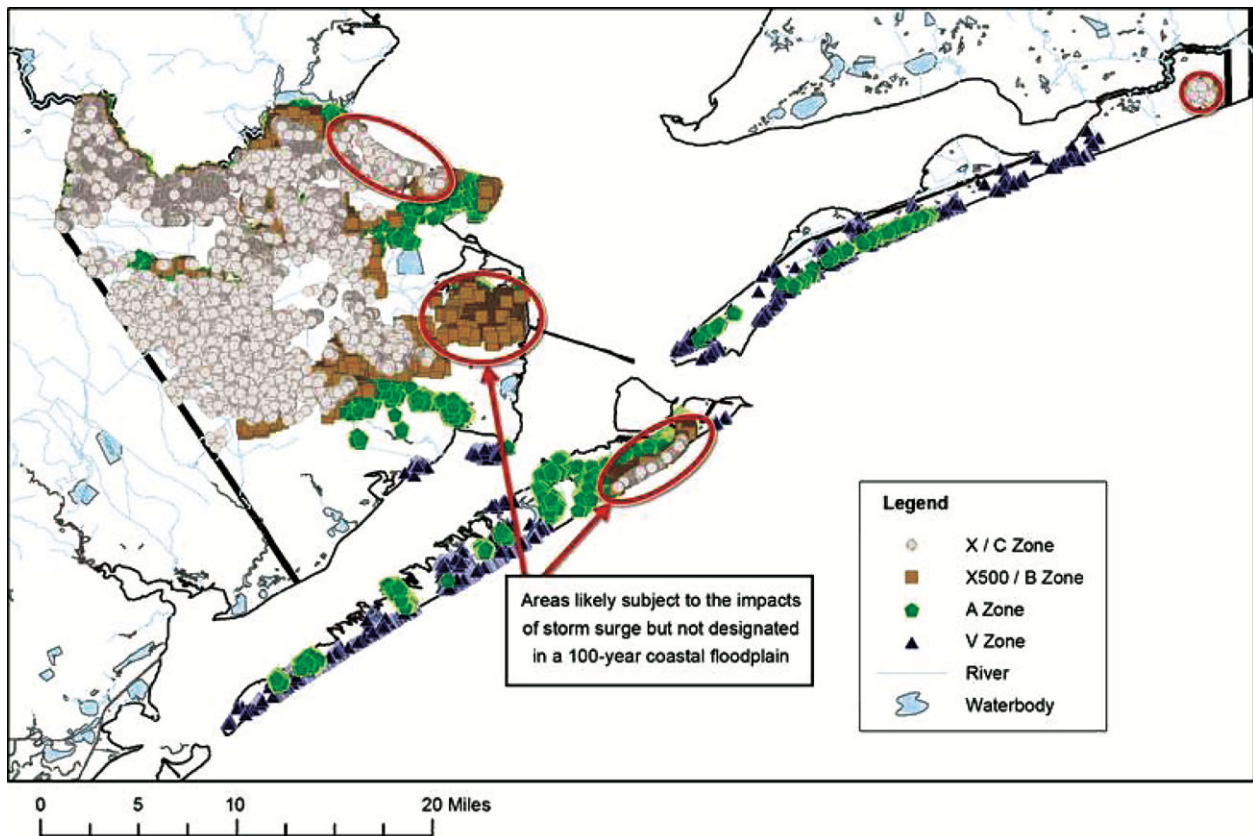 Areas likely subject to the impacts
of storm surge but not designated
in a 100-year coastal floodplain
Legend
X / C Zone
X500 / B Zone
A Zone
V Zone
River
Waterbody
0 5 10 20 Miles